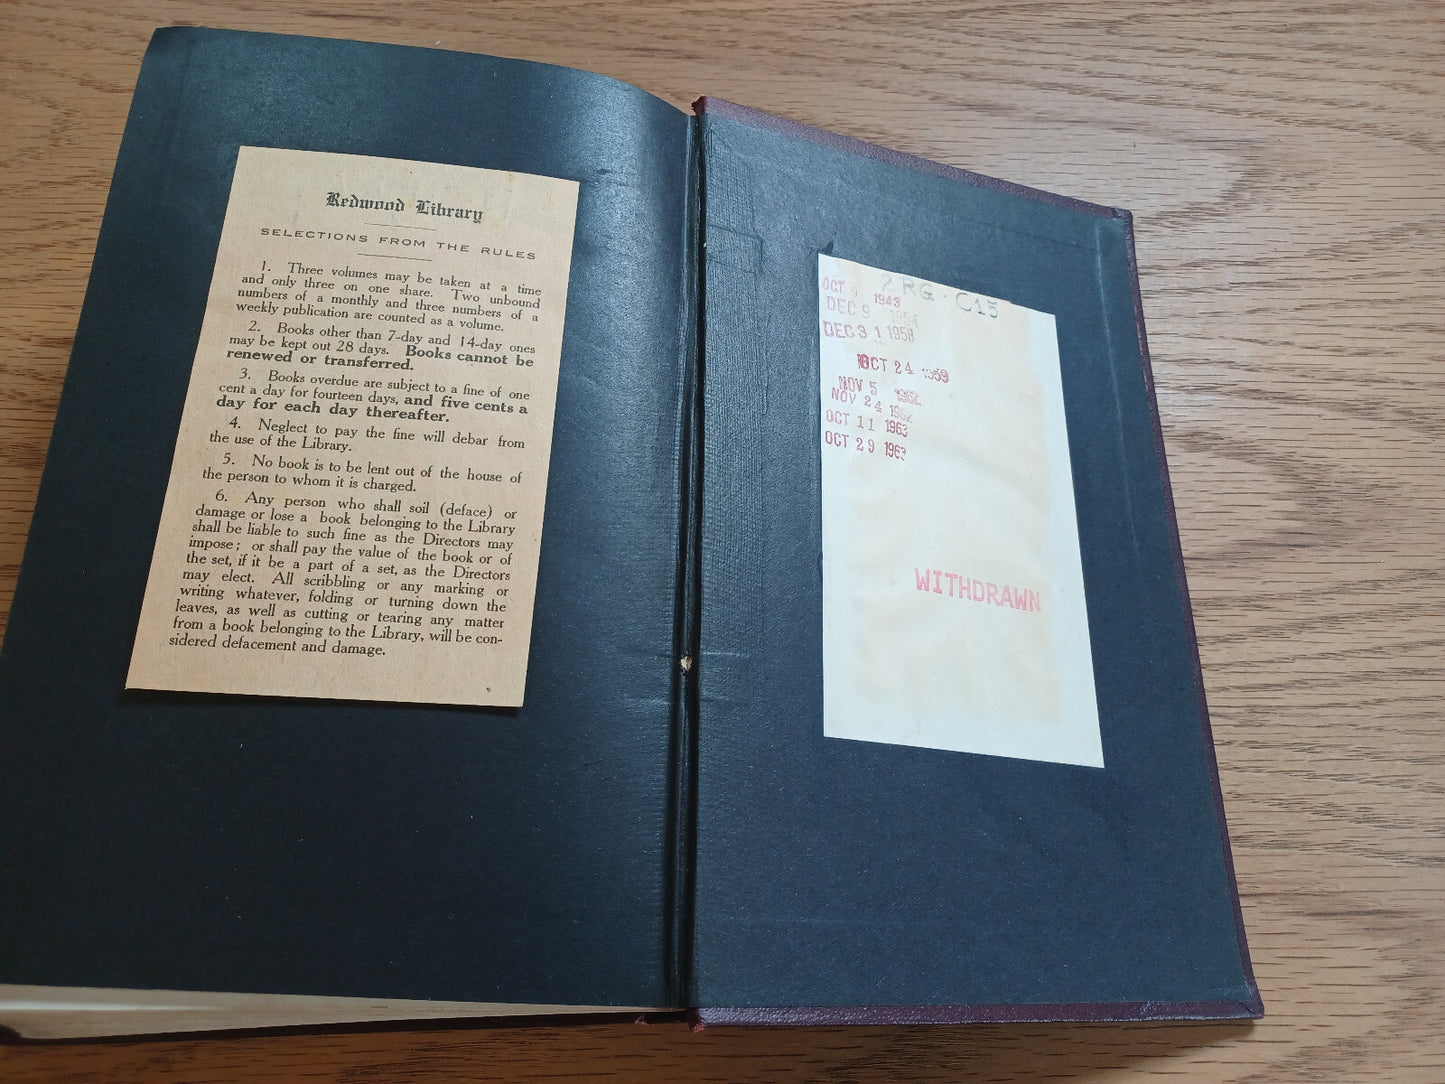 Redwood Library
SELECTIONS FROM THE RULES
1. Three volumes may be taken at a time
and only three on one share. Two unbound
numbers of a monthly and three numbers of a
weekly publication are counted as a volume.
2. Books other than 7-day and 14-day ones
may be kept out 28 days. Books cannot be
renewed or transferred.
3. Books overdue are subject to a fine of one
cent a day for fourteen days, and five cents a
day for each day thereafter.
4. Neglect to pay the fine will debar from
the use of the Library.
5. No book is to be lent out of the house of
the person to whom it is charged.
6. Any person who shall soil (deface) or
damage or lose a book belonging to the Library
shall be liable to such fine as the Directors may
impose; or shall pay the value of the book or of
the set, if it be a part of a set, as the Directors
may elect. All scribbling or any marking or
writing whatever, folding or turning down the
leaves, as well as cutting or tearing any matter
from a book belonging to the Library, will be con-
sidered defacement and damage.
RG · C15
OCT 4 1943
DEC 9
DEC 31 1958
OCT 24 1959
NOV 5 1962
NOV 24 1962
OCT 11 1963
OCT 29 1963
WITHDRAWN